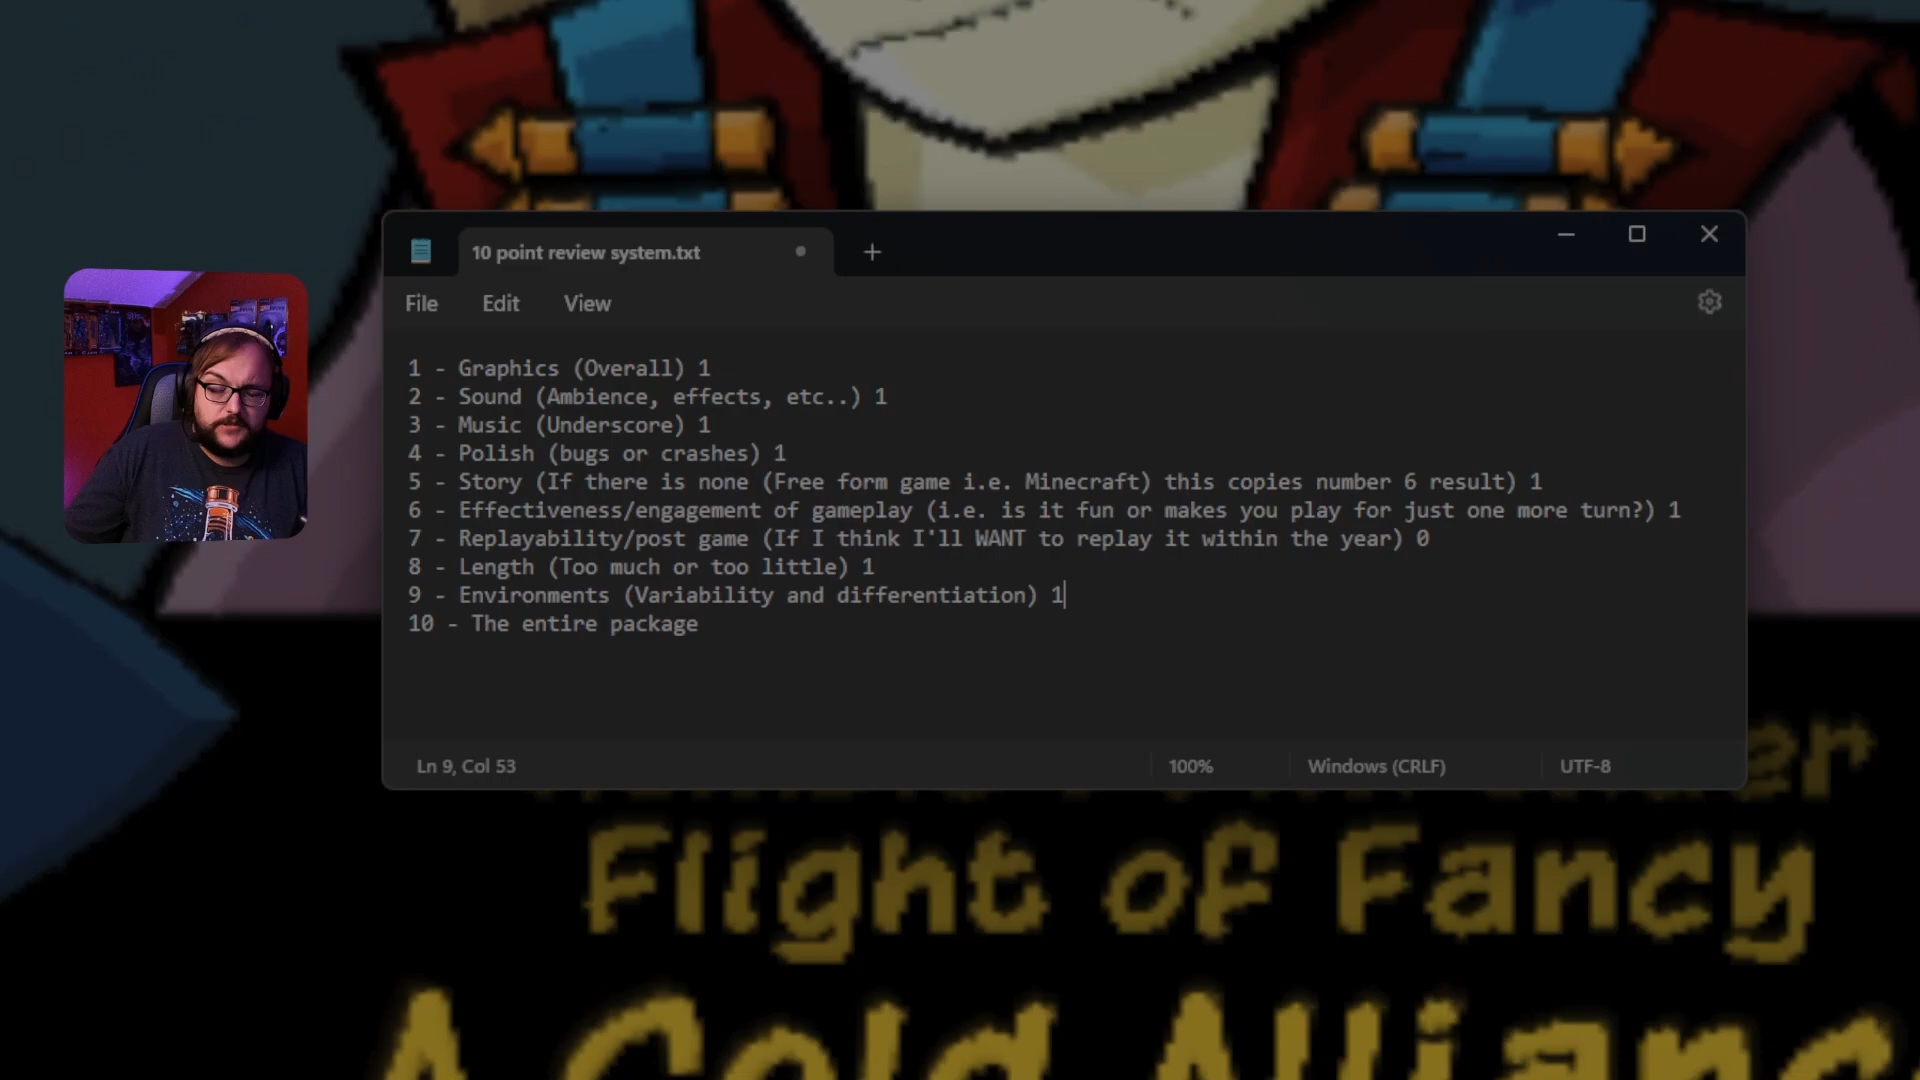 10 point review system.txt
File Edit View
1 - Graphics (Overall) 1
2 - Sound (Ambience, effects, etc..) 1
3 - Music (Underscore) 1
4 - Polish (bugs or crashes) 1
5 - Story (If there is none (Free form game i.e. Minecraft) this copies number 6 result) 1
6 - Effectiveness/engagement of gameplay (i.e. is it fun or makes you play for just one more turn?) 1
7 - Replayability/post game (If I think I'll WANT to replay it within the year) 0
8 - Length (Too much or too little) 1
9 - Environments (Variability and differentiation) 1
10 - The entire package
Ln 9, Col 53 100% Windows (CRLF) UTF-8
Flight of Fancy
A Cold